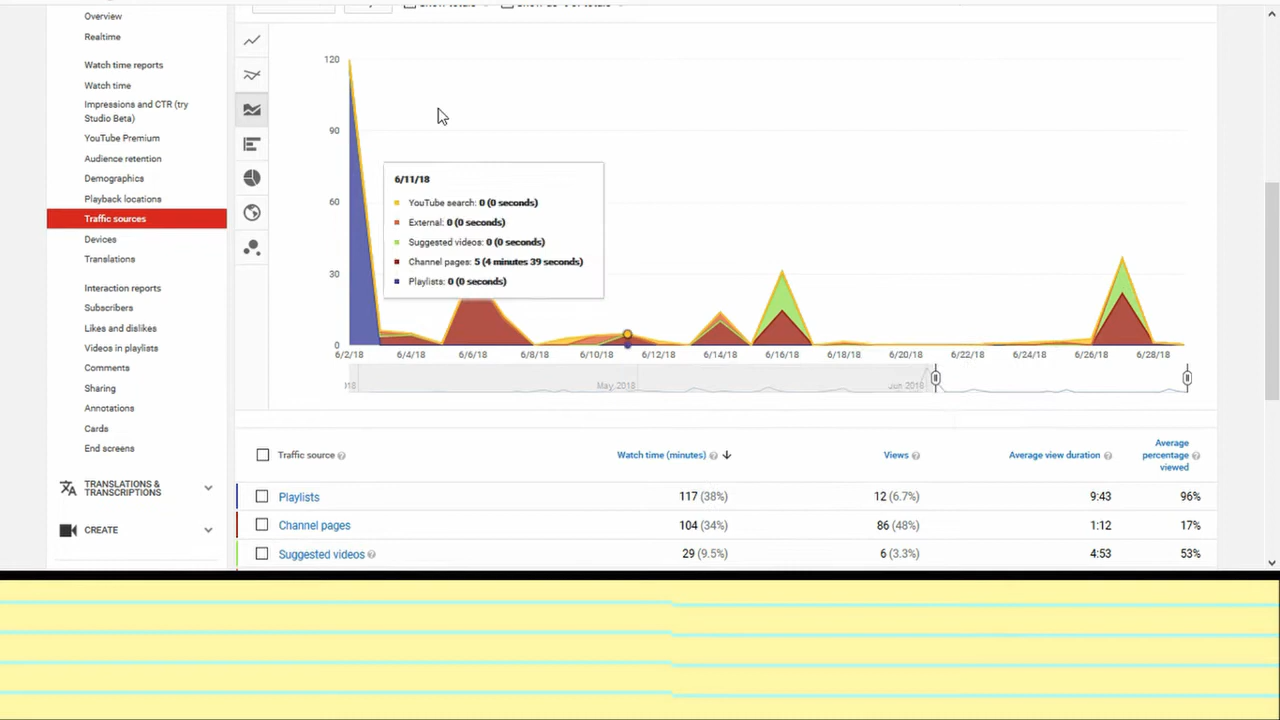 Overview
Realtime
Watch time reports
Watch time
Impressions and CTR (try
Studio Beta)
YouTube Premium
Audience retention
Demographics
Playback locations
Traffic sources
Devices
Translations
Interaction reports
Subscribers
Likes and dislikes
Videos in playlists
Comments
Sharing
Annotations
Cards
End screens
TRANSLATIONS &
TRANSCRIPTIONS
CREATE
120
90
60
30
0
6/11/18
YouTube search: 0 (0 seconds)
External: 0 (0 seconds)
Suggested videos: 0 (0 seconds)
Channel pages: 5 (4 minutes 39 seconds)
Playlists: 0 (0 seconds)
6/2/18 6/4/18 6/6/18 6/8/18 6/10/18 6/12/18 6/14/18 6/16/18 6/18/18 6/20/18 6/22/18 6/24/18 6/26/18 6/28/18
May 2018 Jun 2018
Traffic source Watch time (minutes) Views Average view duration Average percentage viewed
Playlists 117 (38%) 12 (6.7%) 9:43 96%
Channel pages 104 (34%) 86 (48%) 1:12 17%
Suggested videos 29 (9.5%) 6 (3.3%) 4:53 53%